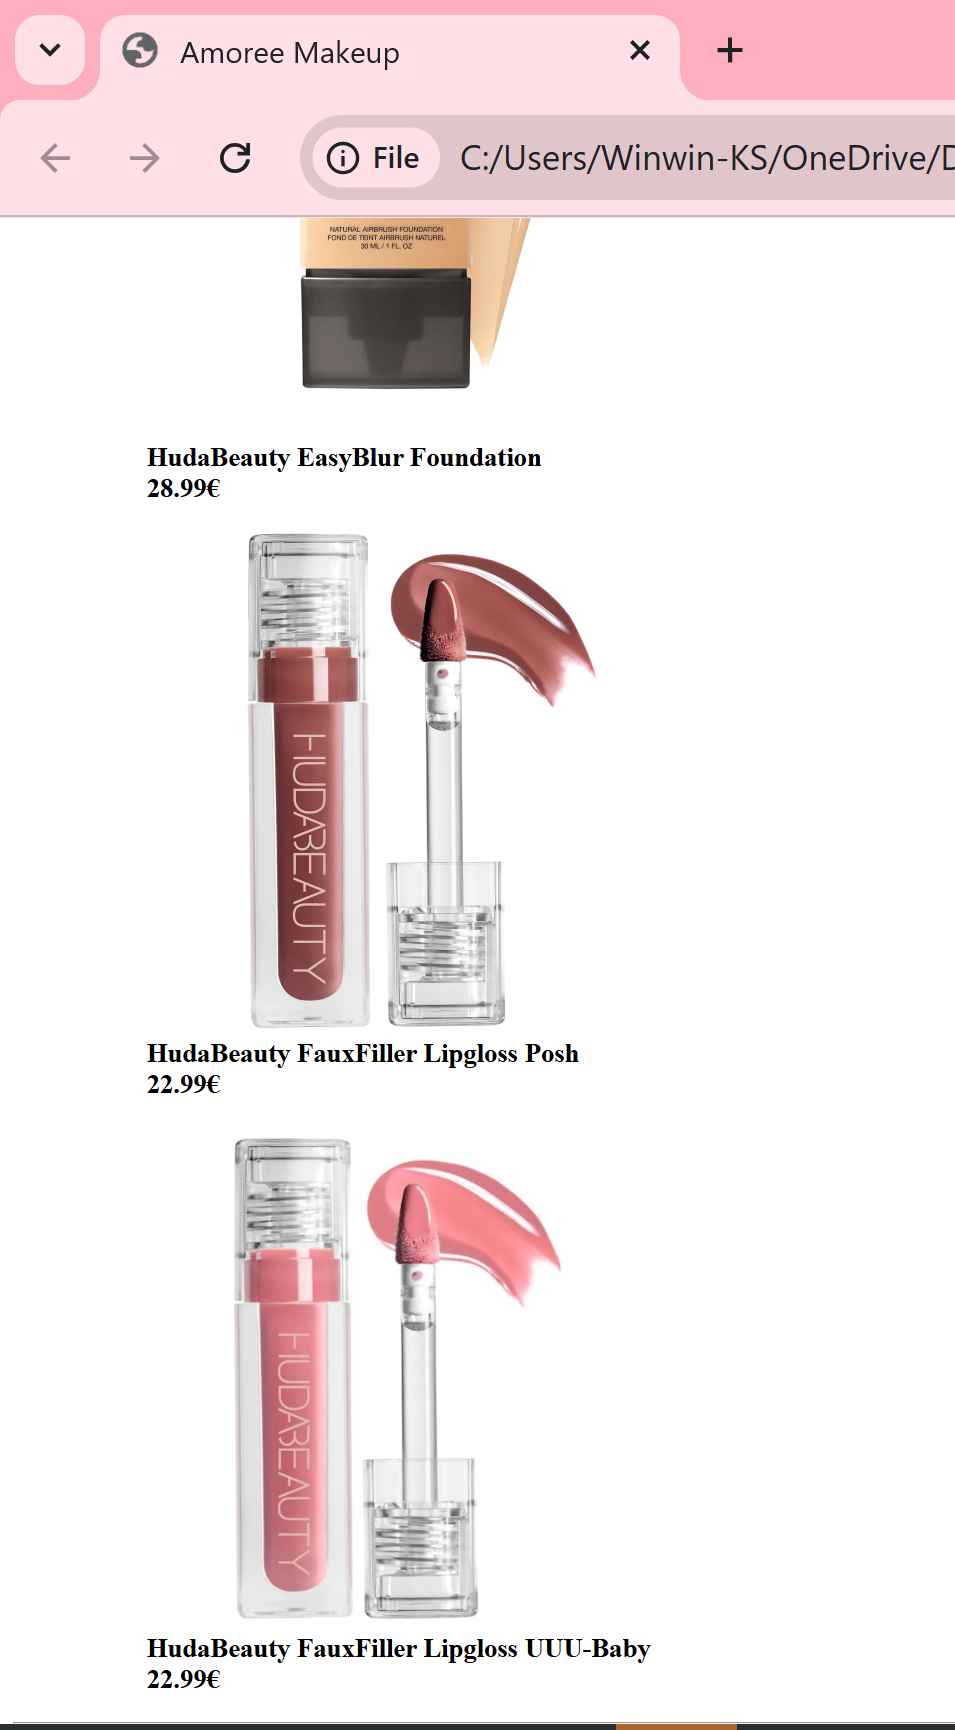 Amoree Makeup
File
C:/Users/Winwin-KS/OneDrive/D
NATURAL AIRBRUSH FOUNDATION
FOND DE TEINT AIRBRUSH NATUREL
30 ML / 1 FL. OZ
HudaBeauty EasyBlur Foundation
28.99€
HUDABEAUTY
HudaBeauty FauxFiller Lipgloss Posh
22.99€
HUDABEAUTY
HudaBeauty FauxFiller Lipgloss UUU-Baby
22.99€